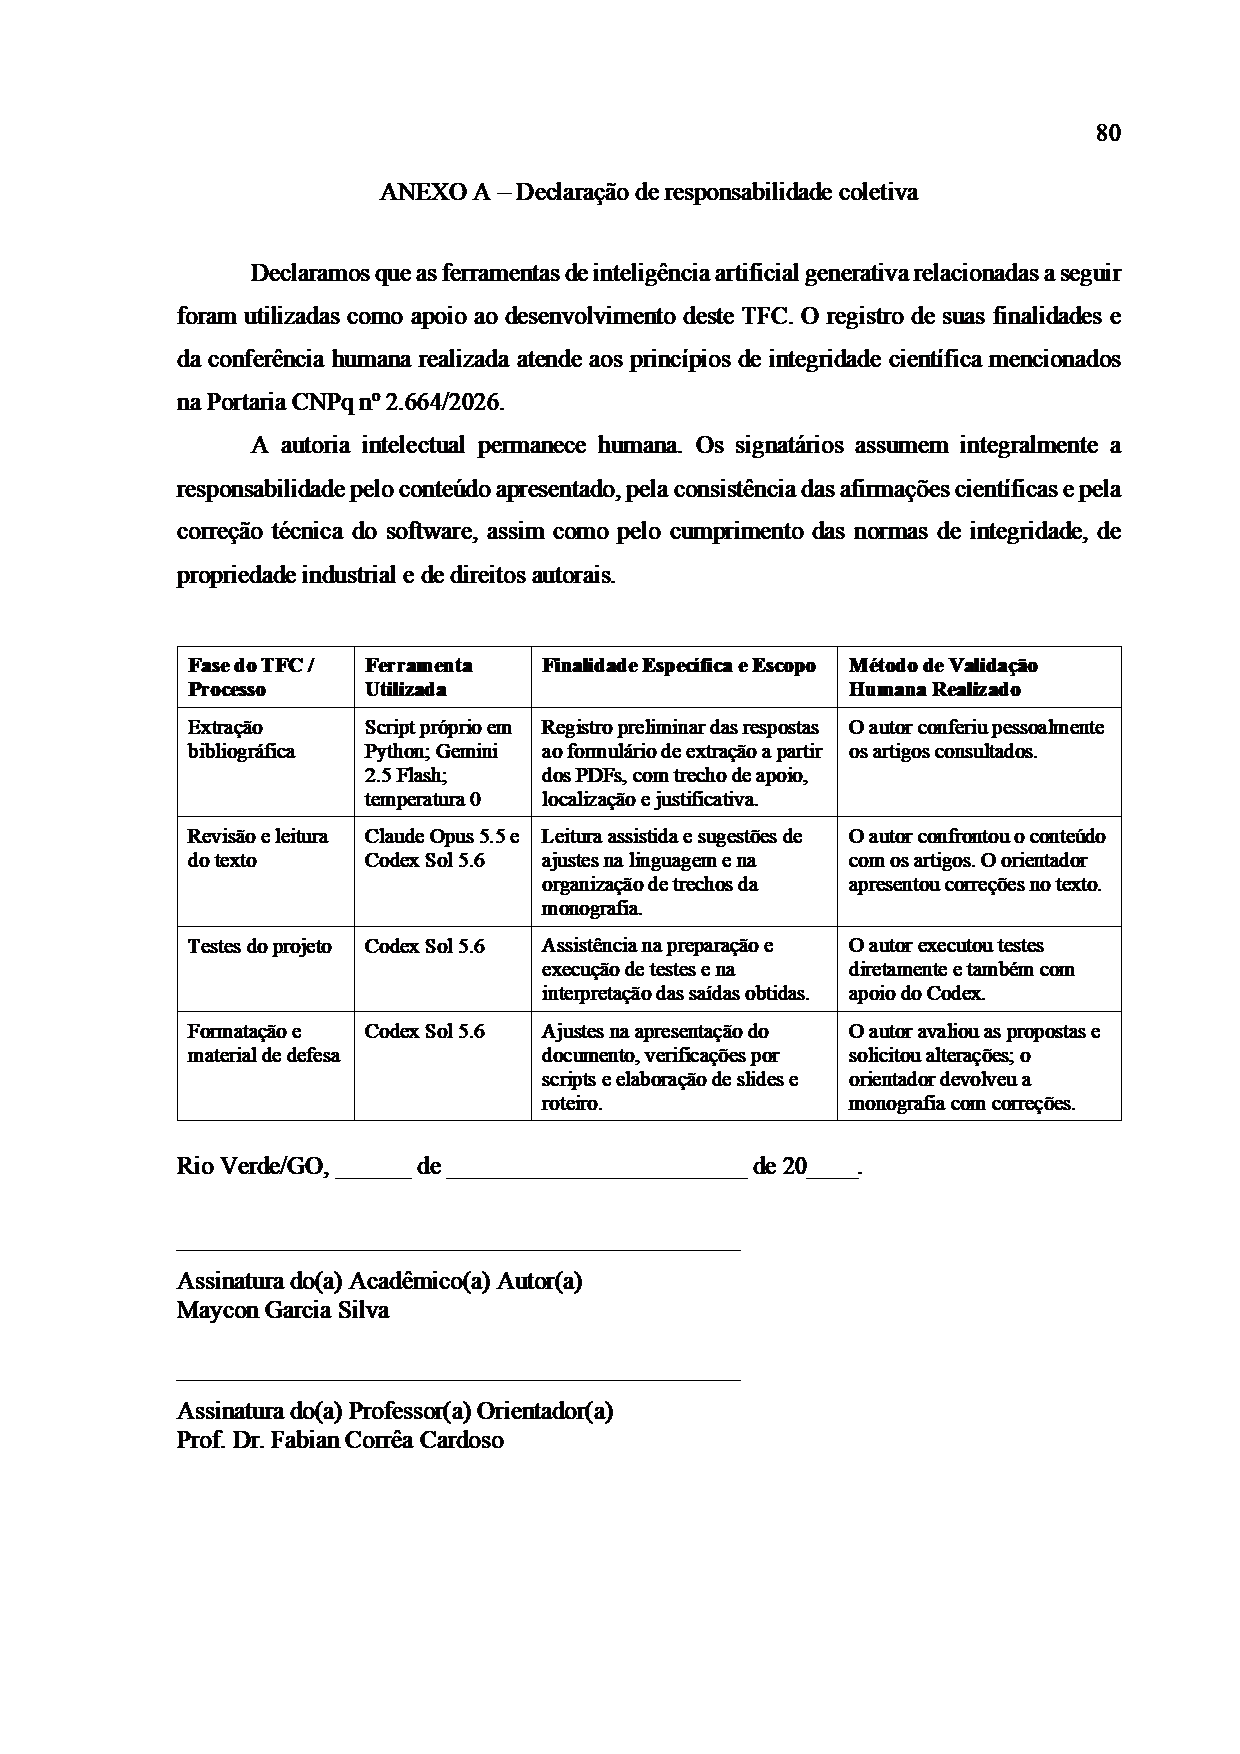 80
ANEXO A – Declaração de responsabilidade coletiva
Declaramos que as ferramentas de inteligência artificial generativa relacionadas a seguir
foram utilizadas como apoio ao desenvolvimento deste TFC. O registro de suas finalidades e
da conferência humana realizada atende aos princípios de integridade científica mencionados
na Portaria CNPq nº 2.664/2026.
A autoria intelectual permanece humana. Os signatários assumem integralmente a
responsabilidade pelo conteúdo apresentado, pela consistência das afirmações científicas e pela
correção técnica do software, assim como pelo cumprimento das normas de integridade, de
propriedade industrial e de direitos autorais.
Fase do TFC /
Processo
Ferramenta
Utilizada
Finalidade Específica e Escopo
Método de Validação
Humana Realizado
Extração
bibliográfica
Script próprio em
Python; Gemini
2.5 Flash;
temperatura 0
Registro preliminar das respostas
ao formulário de extração a partir
dos PDFs, com trecho de apoio,
localização e justificativa.
O autor conferiu pessoalmente
os artigos consultados.
Revisão e leitura
do texto
Claude Opus 5.5 e
Codex Sol 5.6
Leitura assistida e sugestões de
ajustes na linguagem e na
organização de trechos da
monografia.
O autor confrontou o conteúdo
com os artigos. O orientador
apresentou correções no texto.
Testes do projeto
Codex Sol 5.6
Assistência na preparação e
execução de testes e na
interpretação das saídas obtidas.
O autor executou testes
diretamente e também com
apoio do Codex.
Formatação e
material de defesa
Codex Sol 5.6
Ajustes na apresentação do
documento, verificações por
scripts e elaboração de slides e
roteiro.
O autor avaliou as propostas e
solicitou alterações; o
orientador devolveu a
monografia com correções.
Rio Verde/GO, ______ de ________________________ de 20____.
Assinatura do(a) Acadêmico(a) Autor(a)
Maycon Garcia Silva
Assinatura do(a) Professor(a) Orientador(a)
Prof. Dr. Fabian Corrêa Cardoso